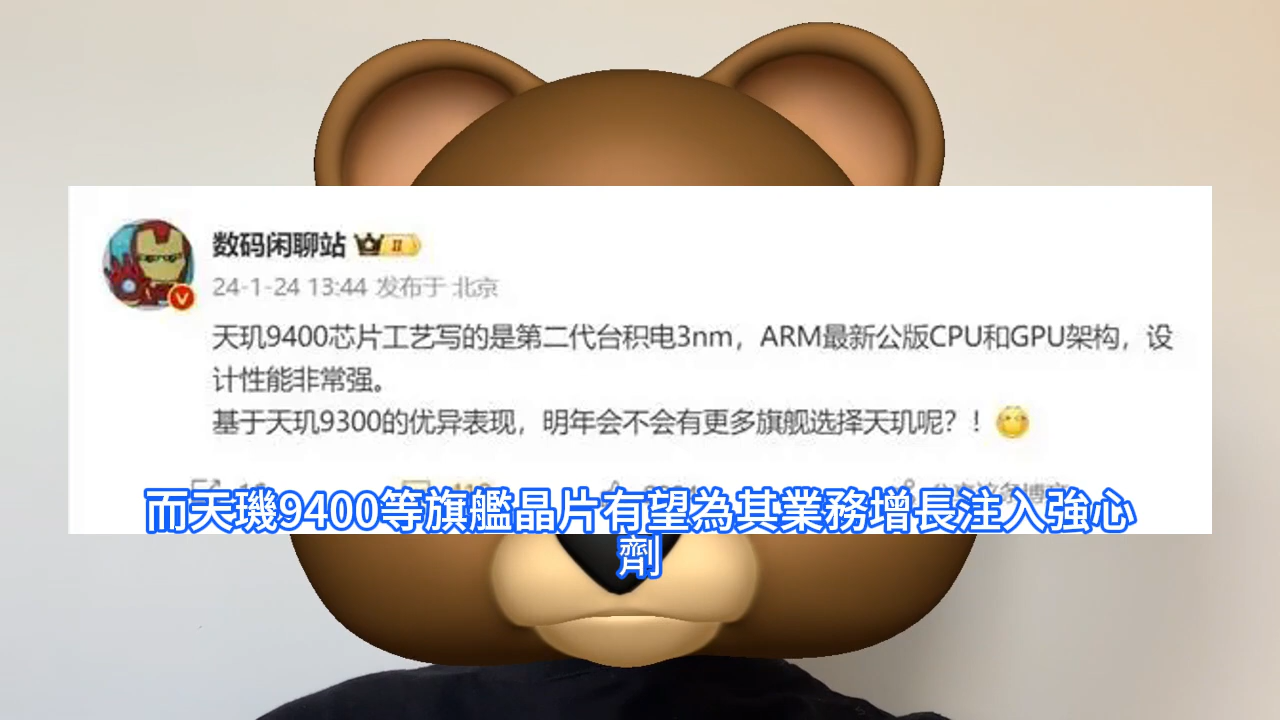 数码闲聊站 II
24-1-24 13:44 发布于 北京
天玑9400芯片工艺写的是第二代台积电3nm，ARM最新公版CPU和GPU架构，设
计性能非常强。
基于天玑9300的优异表现，明年会不会有更多旗舰选择天玑呢？！
而天璣9400等旗艦晶片有望為其業務增長注入強心
劑